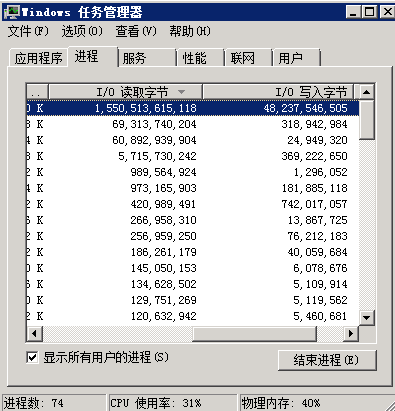 Windows 任务管理器
文件(F) 选项(O) 查看(V) 帮助(H)
应用程序 进程 服务 性能 联网 用户
.. I/O 读取字节 I/O 写入字节
0 K 1,550,513,615,118 48,237,546,505
8 K 69,313,740,204 318,942,984
4 K 60,892,939,904 24,949,320
8 K 5,715,730,242 369,222,650
2 K 989,564,924 1,296,052
4 K 973,165,903 181,885,118
2 K 420,989,491 742,017,057
6 K 266,958,310 13,867,725
2 K 256,959,250 76,212,183
2 K 186,261,179 40,059,684
0 K 145,050,153 6,078,676
6 K 134,628,502 5,109,914
0 K 129,751,269 5,119,562
2 K 120,632,942 5,460,681
显示所有用户的进程(S) 结束进程(E)
进程数: 74 CPU 使用率: 31% 物理内存: 40%